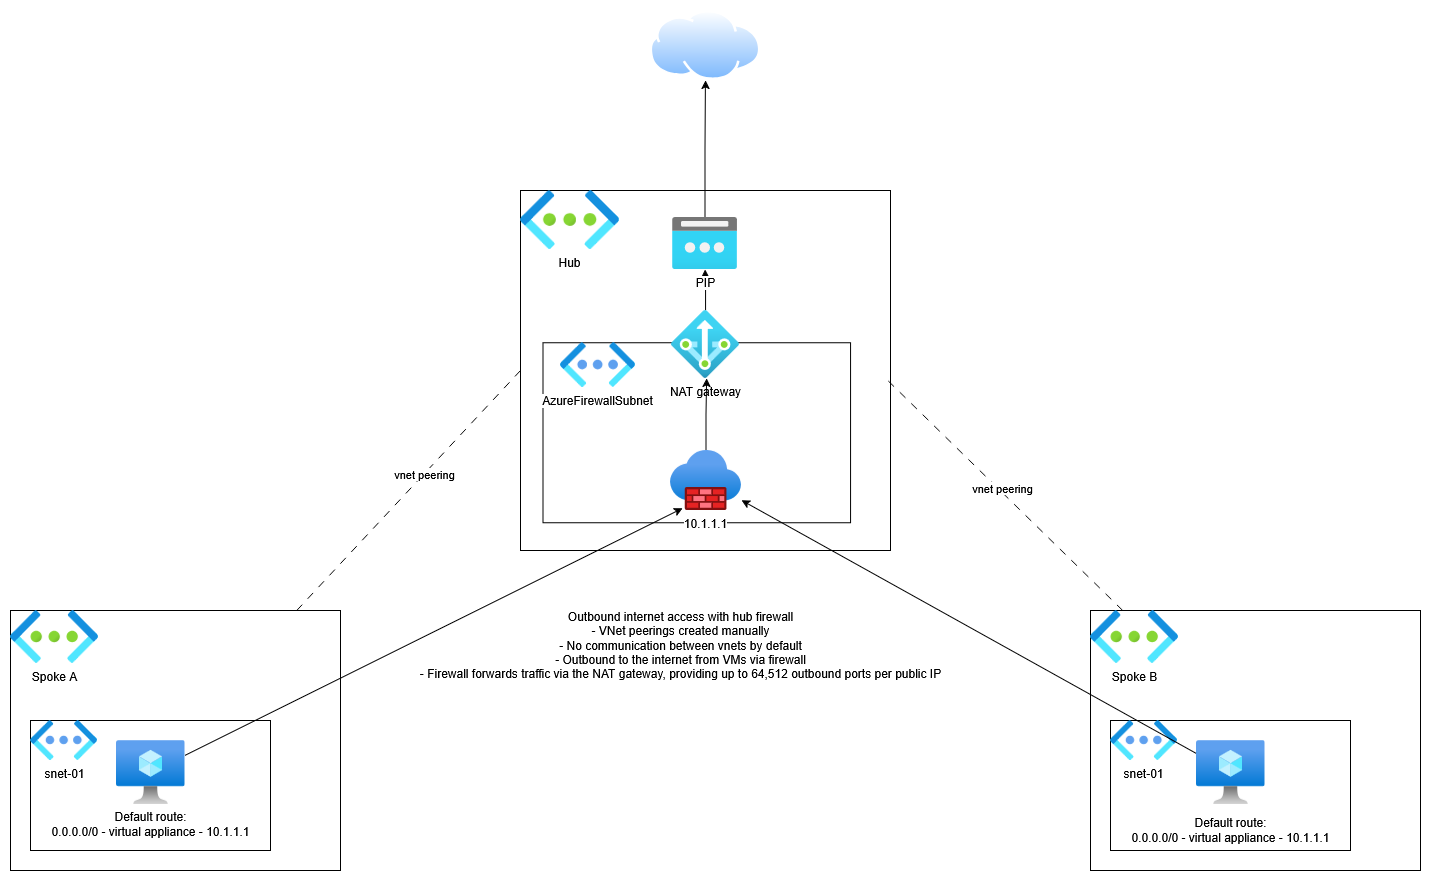 Hub
PIP
NAT gateway
AzureFirewallSubnet
10.1.1.1
vnet peering
vnet peering
Outbound internet access with hub firewall
- VNet peerings created manually
- No communication between vnets by default
- Outbound to the internet from VMs via firewall
- Firewall forwards traffic via the NAT gateway, providing up to 64,512 outbound ports per public IP
Spoke A
snet-01
Default route:
0.0.0.0/0 - virtual appliance - 10.1.1.1
Spoke B
snet-01
Default route:
0.0.0.0/0 - virtual appliance - 10.1.1.1